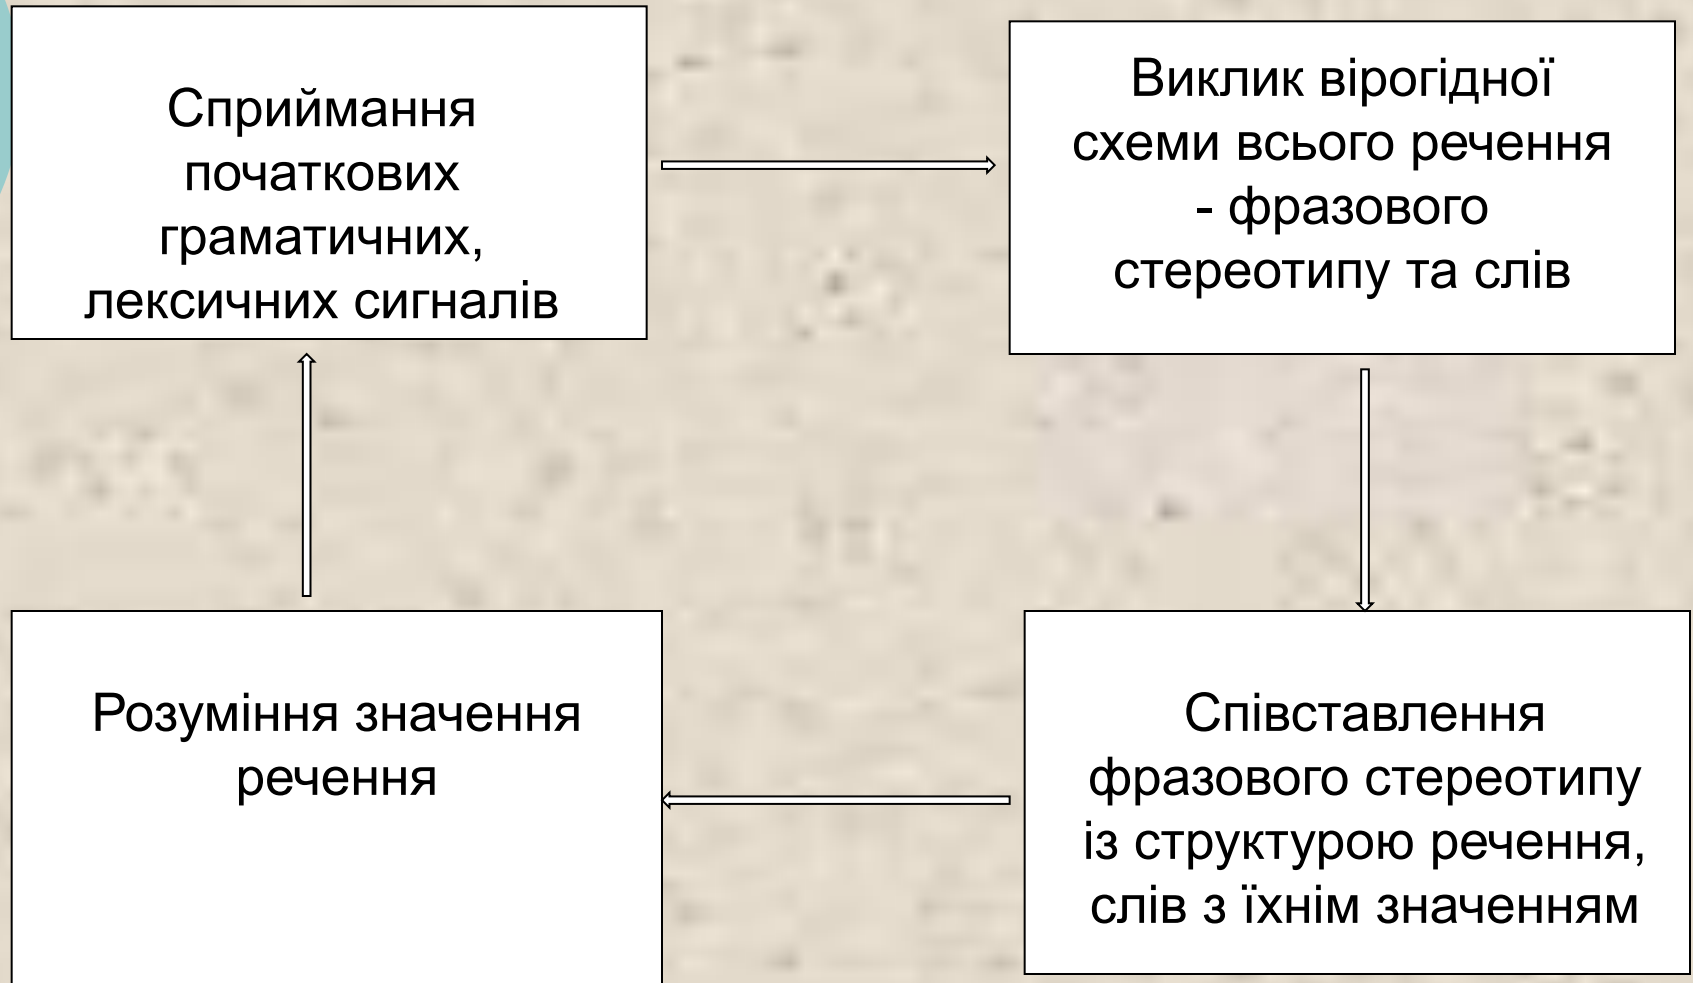 Сприймання
початкових
граматичних,
лексичних сигналів
Виклик вірогідної
схеми всього речення
- фразового
стереотипу та слів
Розуміння значення
речення
Співставлення
фразового стереотипу
із структурою речення,
слів з їхнім значенням